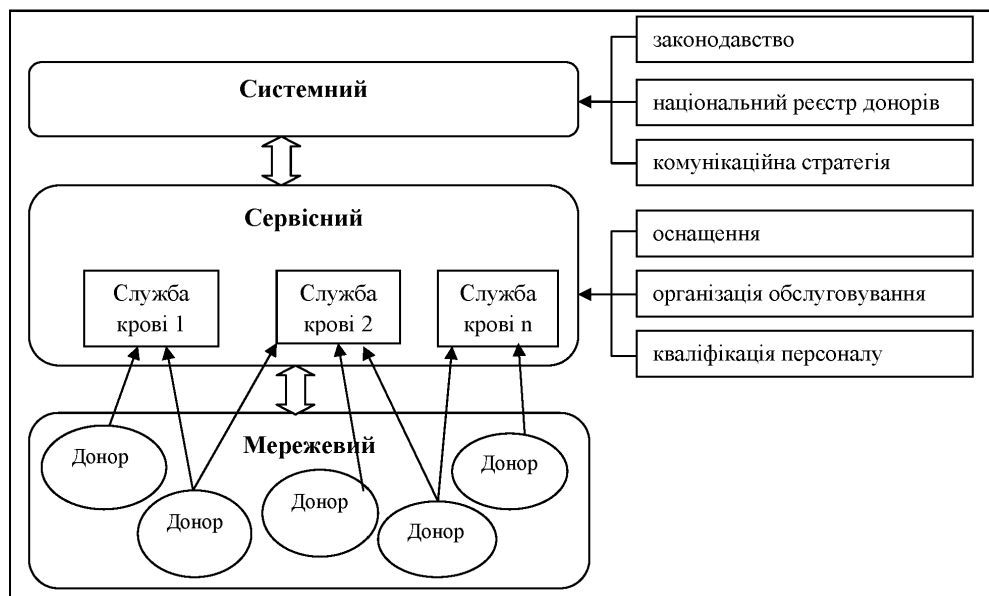 Системний
законодавство
національний реєстр донорів
комунікаційна стратегія
Сервісний
Служба
крові 1
Служба
крові 2
Служба
крові n
оснащення
організація обслуговування
кваліфікація персоналу
Мережевий
Донор
Донор
Донор
Донор
Донор